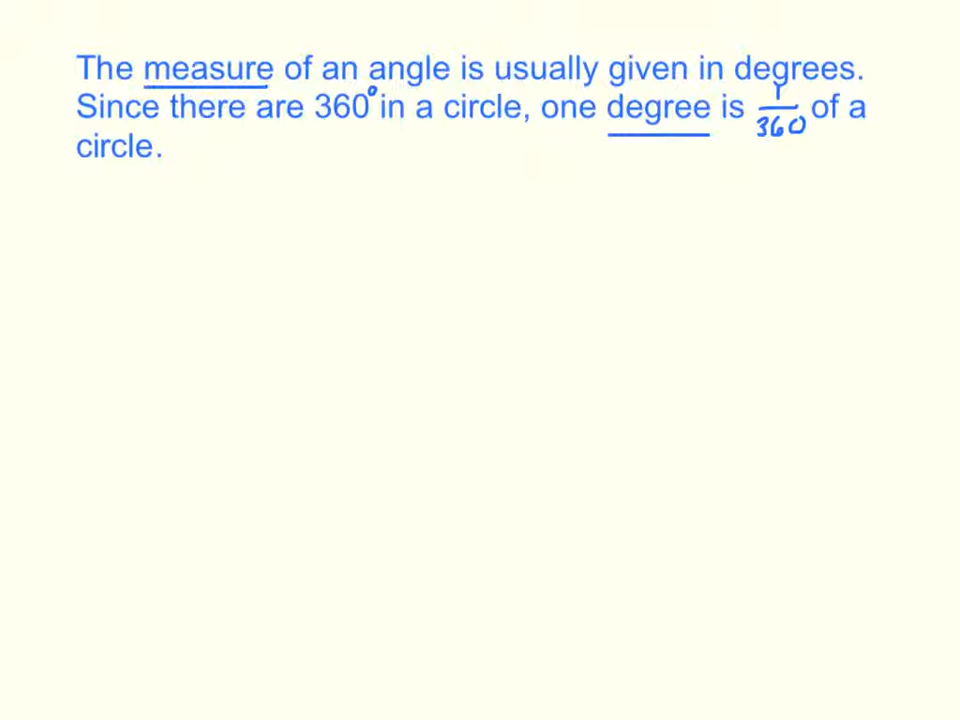 The measure of an angle is usually given in degrees.
Since there are 360° in a circle, one degree is 1/360 of a
circle.